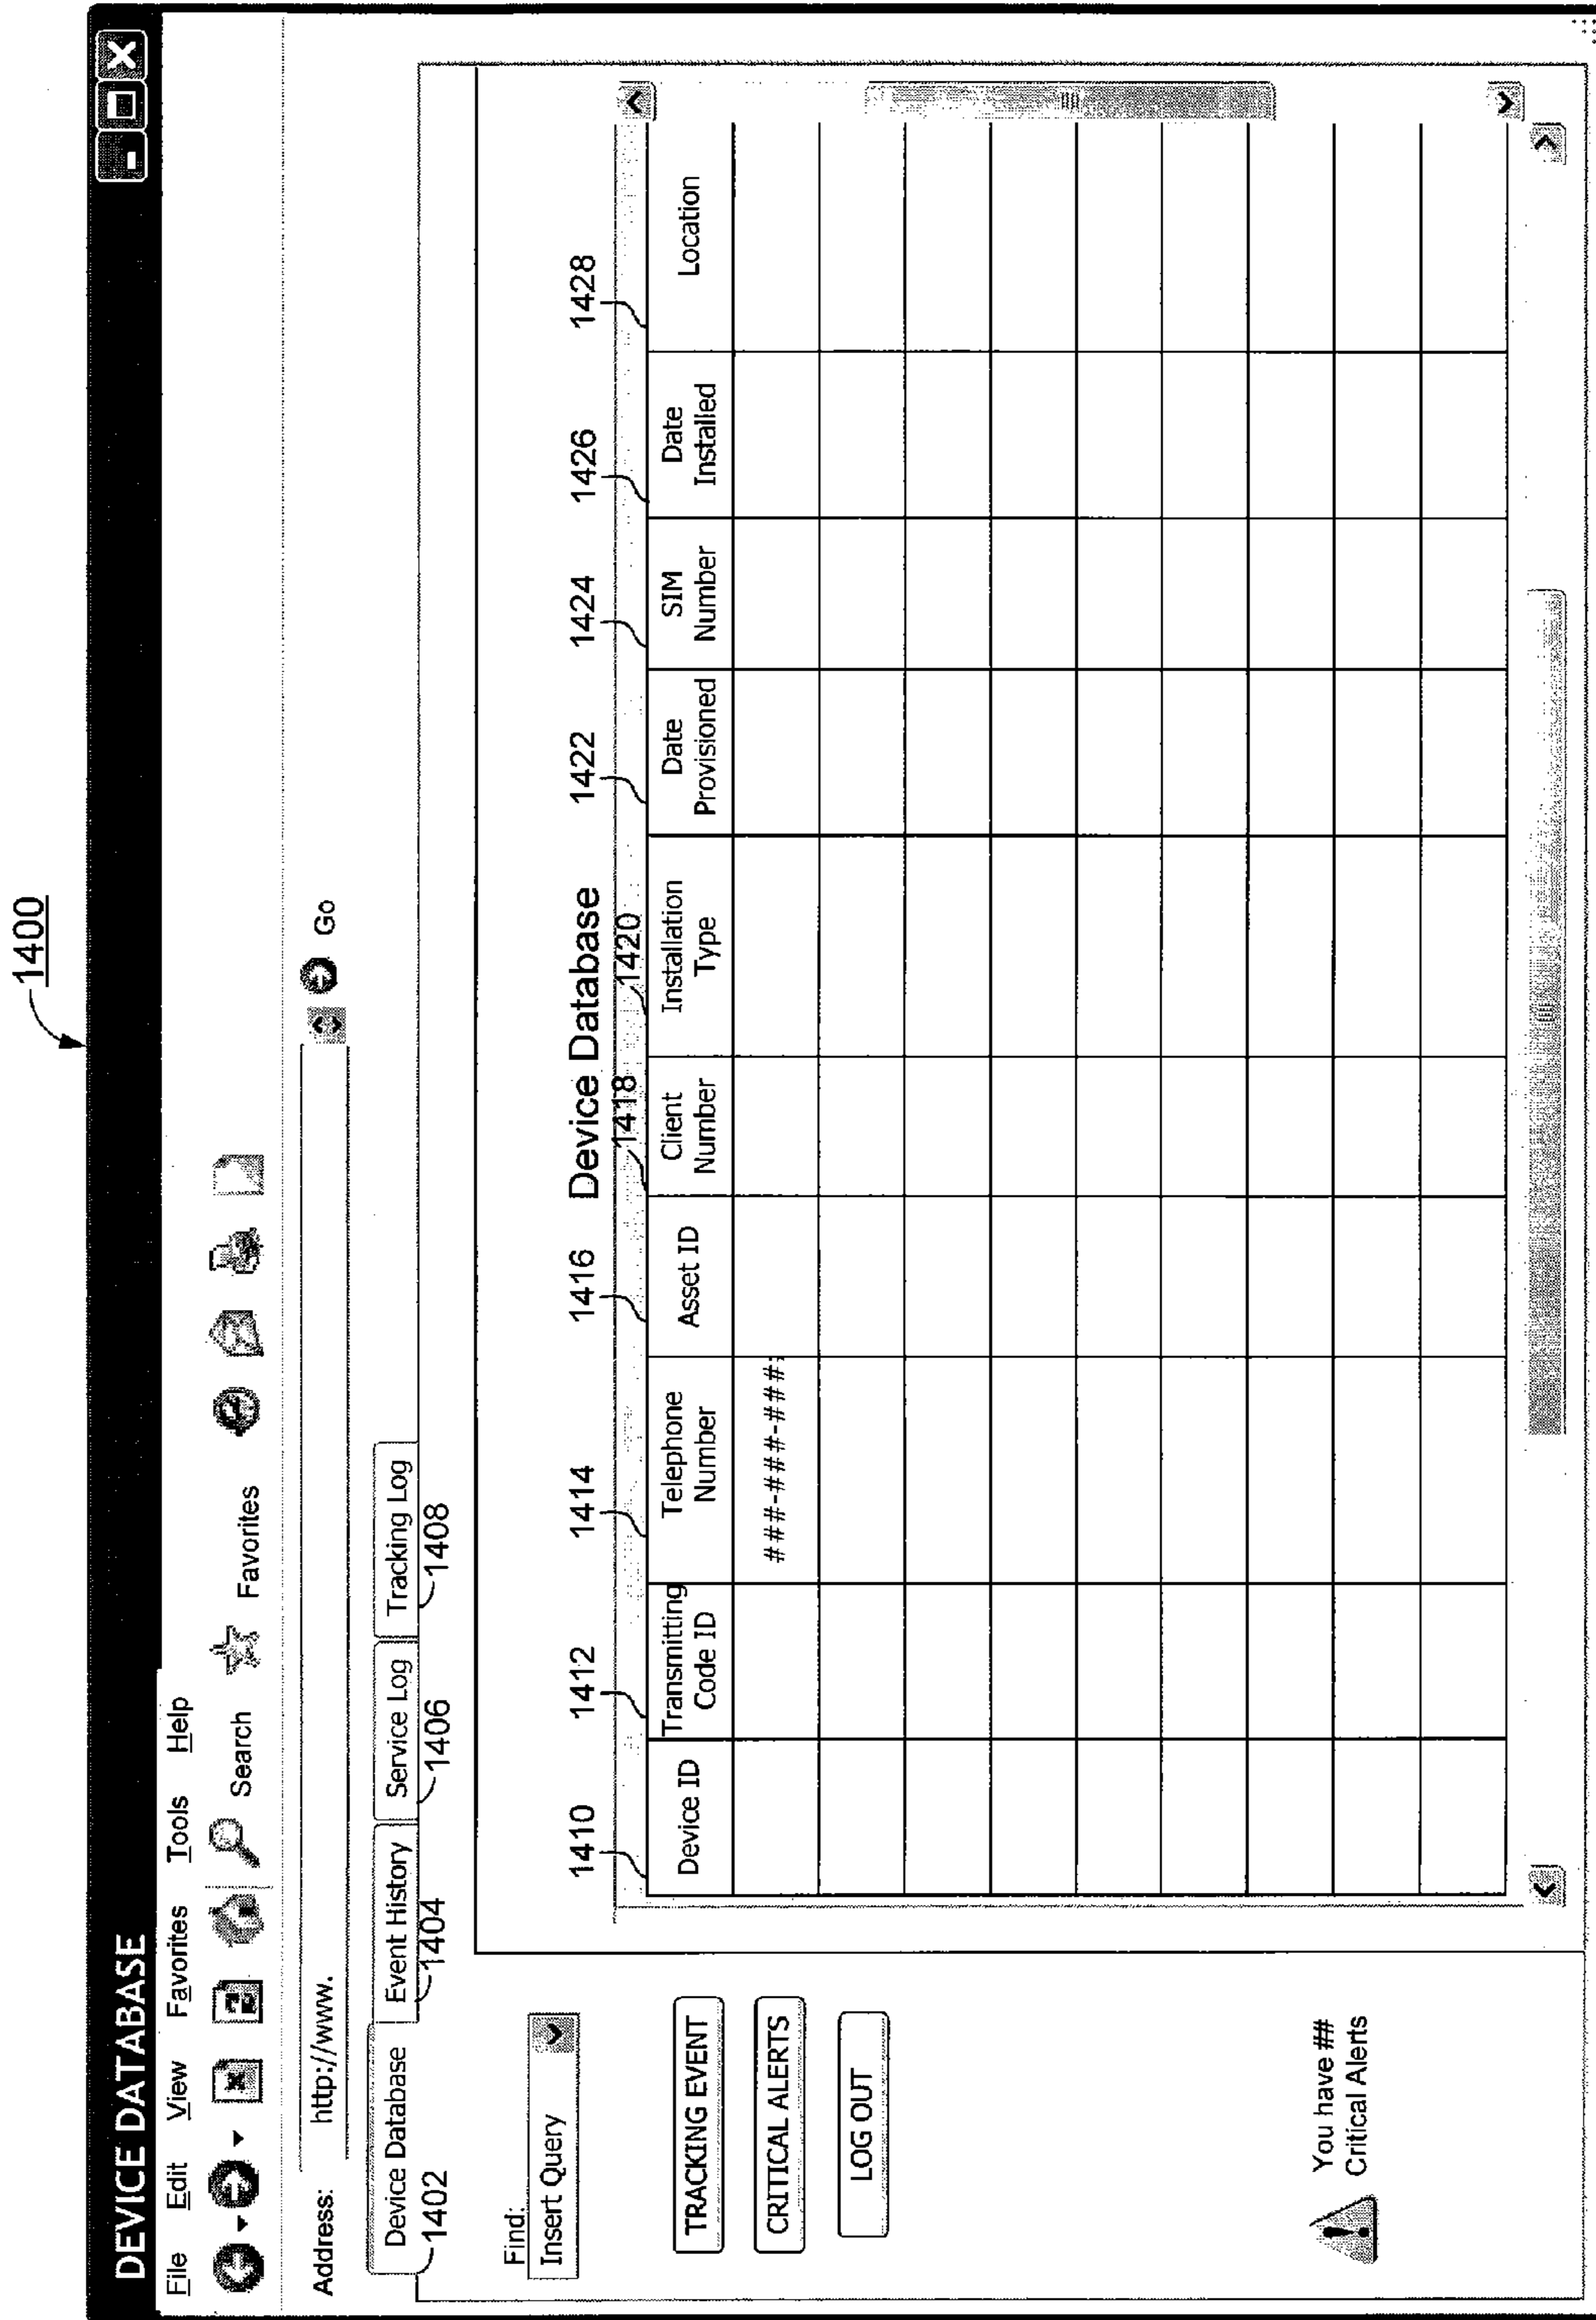 1400
DEVICE DATABASE
File Edit View Favorites Tools Help
Search Favorites
Address: http://www. Go
Device Database Event History Service Log Tracking Log
1402 1404 1406 1408
Find:
Insert Query
TRACKING EVENT
CRITICAL ALERTS
LOG OUT
You have ##
Critical Alerts
Device Database
1410 1412 1414 1416 1418 1420 1422 1424 1426 1428
Device ID Transmitting Code ID Telephone Number Asset ID Client Number Installation Type Date Provisioned SIM Number Date Installed Location
###-###-###